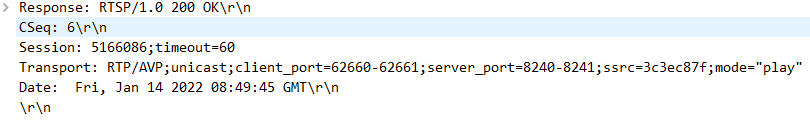 Response: RTSP/1.0 200 OK\r\n
CSeq: 6\r\n
Session: 5166086;timeout=60
Transport: RTP/AVP;unicast;client_port=62660-62661;server_port=8240-8241;ssrc=3c3ec87f;mode="play"
Date:  Fri, Jan 14 2022 08:49:45 GMT\r\n
\r\n